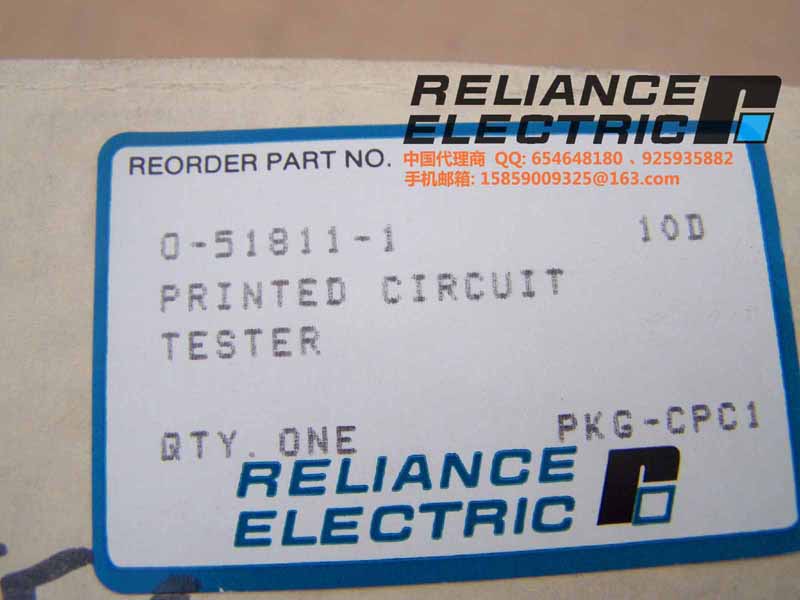 RELIANCE
ELECTRIC
中国代理商 QQ: 654648180 、925935882
手机邮箱: 15859009325@163.com
REORDER PART NO.
0-51811-1 10D
PRINTED CIRCUIT
TESTER
QTY. ONE PKG-CPC1
RELIANCE
ELECTRIC